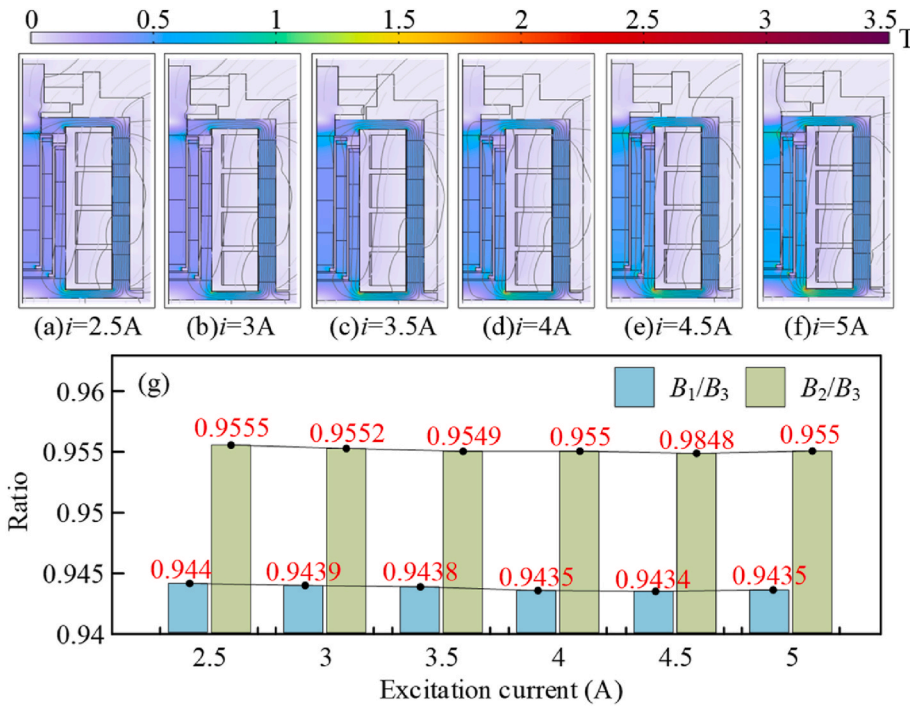 0 0.5 1 1.5 2 2.5 3 3.5 T
(a)i=2.5A (b)i=3A (c)i=3.5A (d)i=4A (e)i=4.5A (f)i=5A
(g) B₁/B₃ B₂/B₃
0.96
0.9555 0.9552 0.9549 0.955 0.9848 0.955
0.955
0.95
Ratio
0.945
0.944 0.9439 0.9438 0.9435 0.9434 0.9435
0.94
2.5 3 3.5 4 4.5 5
Excitation current (A)